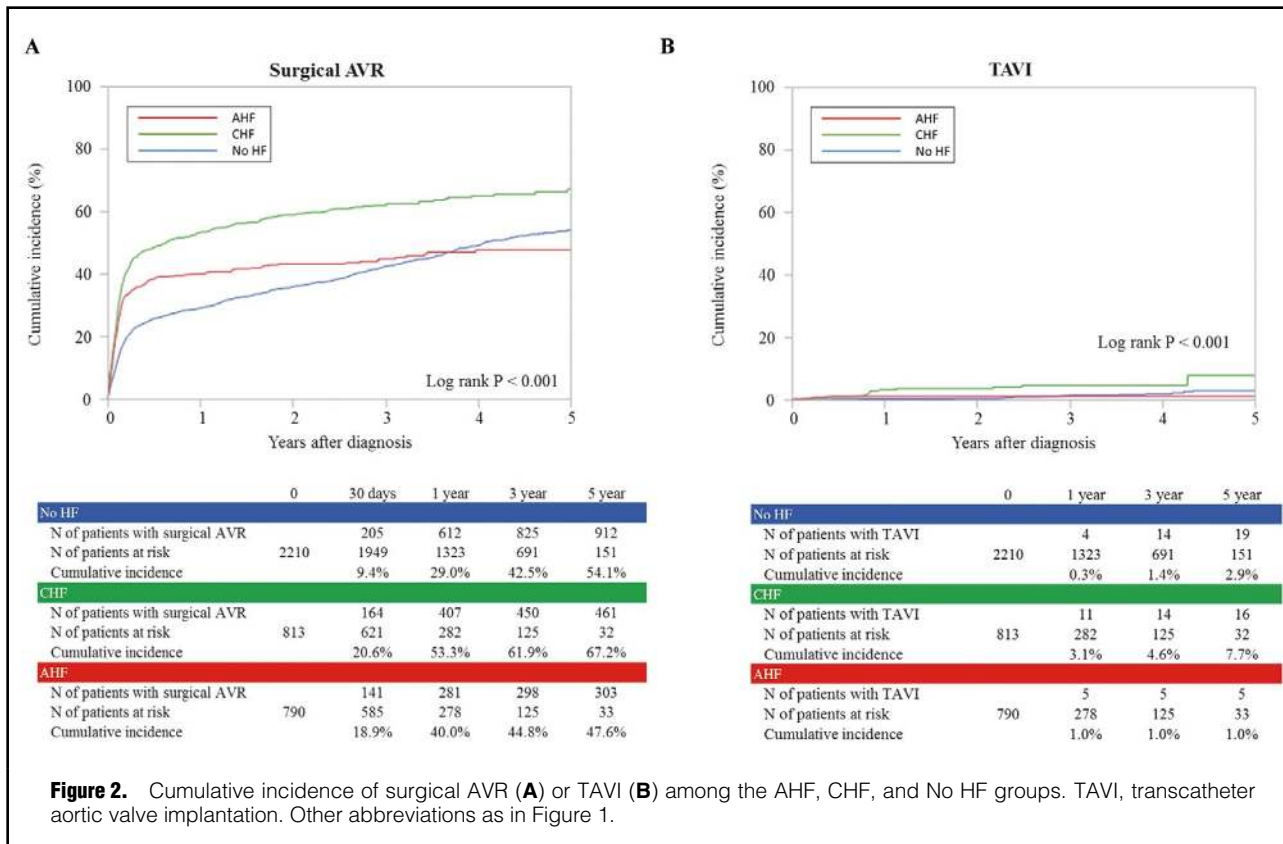 A
Surgical AVR
100
80
60
40
20
0
Cumulative incidence (%)
AHF
CHF
No HF
Log rank P < 0.001
0 1 2 3 4 5
Years after diagnosis
0 30 days 1 year 3 year 5 year
No HF
N of patients with surgical AVR 205 612 825 912
N of patients at risk 2210 1949 1323 691 151
Cumulative incidence 9.4% 29.0% 42.5% 54.1%
CHF
N of patients with surgical AVR 164 407 450 461
N of patients at risk 813 621 282 125 32
Cumulative incidence 20.6% 53.3% 61.9% 67.2%
AHF
N of patients with surgical AVR 141 281 298 303
N of patients at risk 790 585 278 125 33
Cumulative incidence 18.9% 40.0% 44.8% 47.6%
B
TAVI
100
80
60
40
20
0
Cumulative incidence (%)
AHF
CHF
No HF
Log rank P < 0.001
0 1 2 3 4 5
Years after diagnosis
0 1 year 3 year 5 year
No HF
N of patients with TAVI 4 14 19
N of patients at risk 2210 1323 691 151
Cumulative incidence 0.3% 1.4% 2.9%
CHF
N of patients with TAVI 11 14 16
N of patients at risk 813 282 125 32
Cumulative incidence 3.1% 4.6% 7.7%
AHF
N of patients with TAVI 5 5 5
N of patients at risk 790 278 125 33
Cumulative incidence 1.0% 1.0% 1.0%
Figure 2. Cumulative incidence of surgical AVR (A) or TAVI (B) among the AHF, CHF, and No HF groups. TAVI, transcatheter
aortic valve implantation. Other abbreviations as in Figure 1.